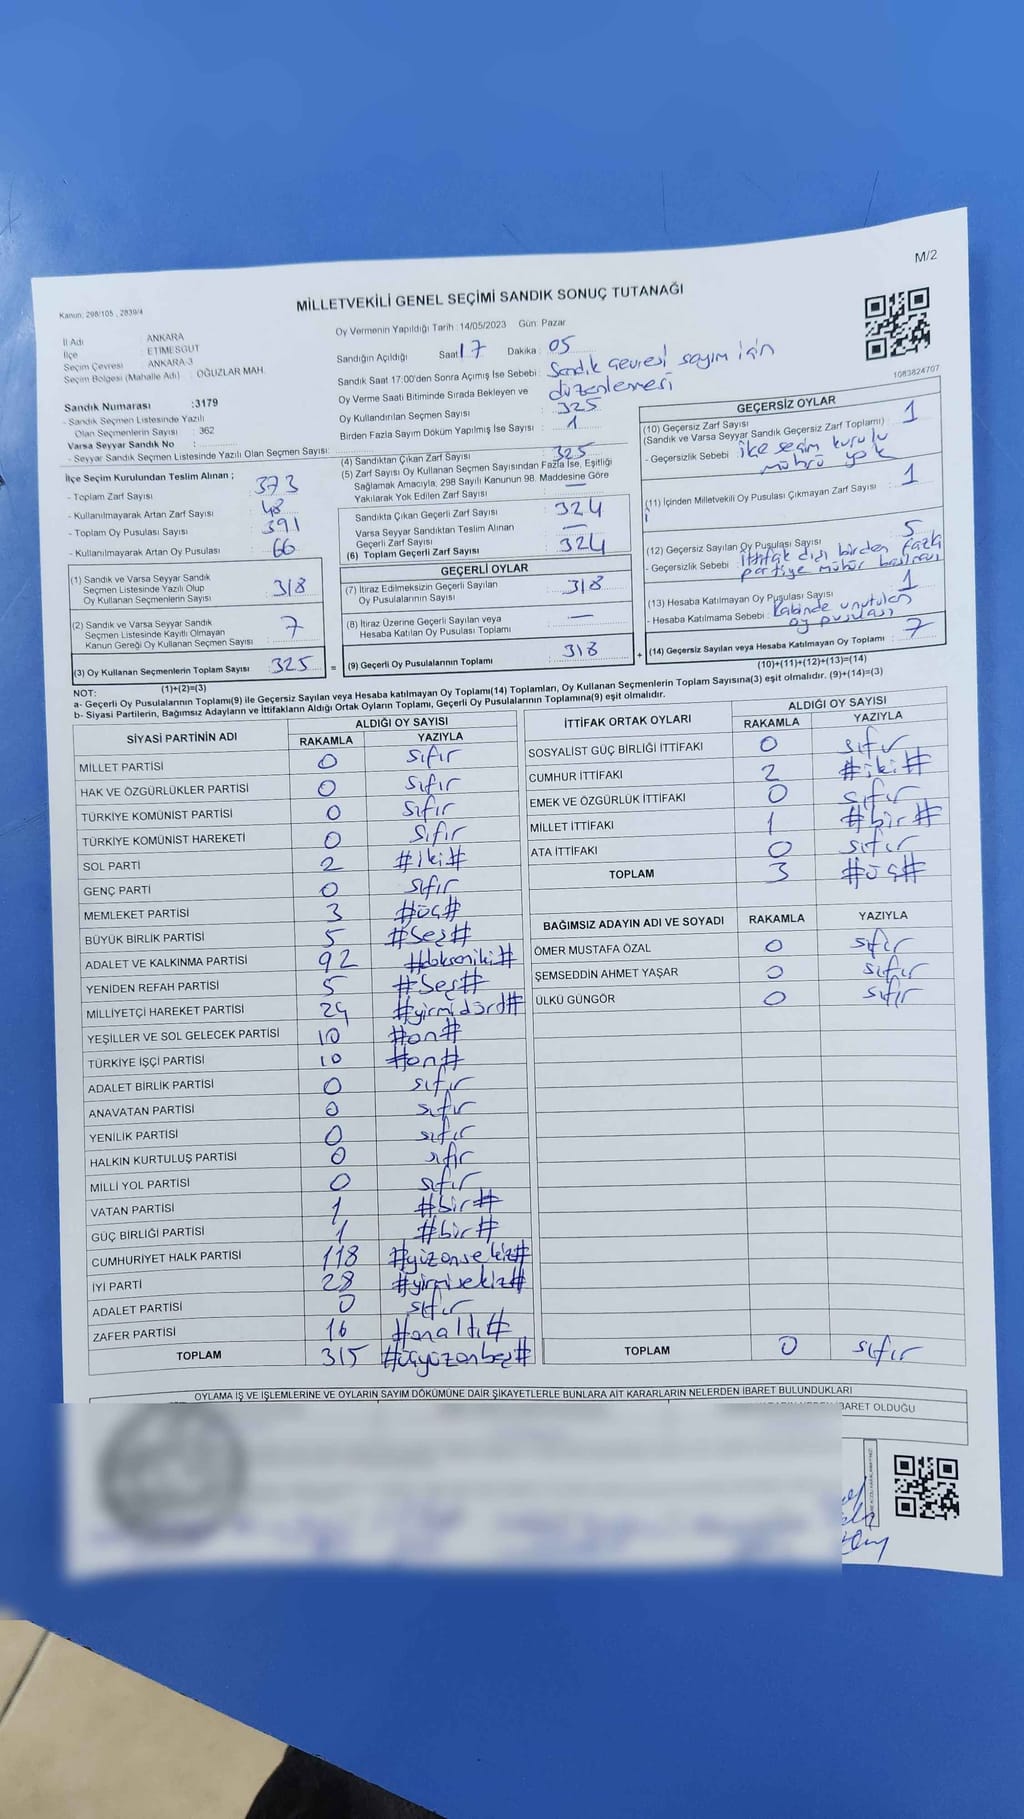 M/2
Kanun: 298/105 , 2839/4
MİLLETVEKİLİ GENEL SEÇİMİ SANDIK SONUÇ TUTANAĞI
İl Adı : ANKARA
İlçe : ETİMESGUT
Seçim Çevresi : ANKARA-3
Seçim Bölgesi (Mahalle Adı) : OĞUZLAR MAH.
Sandık Numarası :3179
- Sandık Seçmen Listesinde Yazılı
Olan Seçmenlerin Sayısı : 362
Varsa Seyyar Sandık No :
- Seyyar Sandık Seçmen Listesinde Yazılı Olan Seçmen Sayısı:
Oy Vermenin Yapıldığı Tarih :14/05/2023 Gün: Pazar
Sandığın Açıldığı Saat 17 Dakika : 05
Sandık Saat 17:00'den Sonra Açımış İse Sebebi : Sandık çevresi sayım için
düzenlemesi
Oy Verme Saati Bitiminde Sırada Bekleyen ve
Oy Kullandırılan Seçmen Sayısı : 325
Birden Fazla Sayım Döküm Yapılmış İse Sayısı : 1
1083824707
İlçe Seçim Kurulundan Teslim Alınan ;
- Toplam Zarf Sayısı : 373
- Kullanılmayarak Artan Zarf Sayısı : 48
- Toplam Oy Pusulası Sayısı : 391
- Kullanılmayarak Artan Oy Pusulası : 66
(1) Sandık ve Varsa Seyyar Sandık
Seçmen Listesinde Yazılı Olup
Oy Kullanan Seçmenlerin Sayısı : 318
(2) Sandık ve Varsa Seyyar Sandık
Seçmen Listesinde Kayıtlı Olmayan
Kanun Gereği Oy Kullanan Seçmen Sayısı : 7
(3) Oy Kullanan Seçmenlerin Toplam Sayısı : 325 =
(1)+(2)=(3)
(4) Sandıktan Çıkan Zarf Sayısı : 325
(5) Zarf Sayısı Oy Kullanan Seçmen Sayısından Fazla İse, Eşitliği
Sağlamak Amacıyla, 298 Sayılı Kanunun 98. Maddesine Göre
Yakılarak Yok Edilen Zarf Sayısı : —
Sandıkta Çıkan Geçerli Zarf Sayısı : 324
Varsa Seyyar Sandıktan Teslim Alınan
Geçerli Zarf Sayısı : —
(6) Toplam Geçerli Zarf Sayısı : 324
GEÇERLİ OYLAR
(7) İtiraz Edilmeksizin Geçerli Sayılan
Oy Pusulalarının Sayısı : 318
(8) İtiraz Üzerine Geçerli Sayılan veya
Hesaba Katılan Oy Pusulası Toplamı : —
(9) Geçerli Oy Pusulalarının Toplamı : 318 +
GEÇERSİZ OYLAR
(10) Geçersiz Zarf Sayısı
(Sandık ve Varsa Seyyar Sandık Geçersiz Zarf Toplamı) : 1
- Geçersizlik Sebebi : ilçe seçim kurulu
mührü yok
(11) İçinden Milletvekili Oy Pusulası Çıkmayan Zarf Sayısı : 1
(12) Geçersiz Sayılan Oy Pusulası Sayısı : 5
- Geçersizlik Sebebi : İttifak dışı birden fazla
partiye mühür basılması
(13) Hesaba Katılmayan Oy Pusulası Sayısı : 1
- Hesaba Katılmama Sebebi : Kabinde unutulan
oy pusulası
(14) Geçersiz Sayılan veya Hesaba Katılmayan Oy Toplamı : 7
(10)+(11)+(12)+(13)=(14)
NOT:
a- Geçerli Oy Pusulalarının Toplamı(9) ile Geçersiz Sayılan veya Hesaba katılmayan Oy Toplamı(14) Toplamları, Oy Kullanan Seçmenlerin Toplam Sayısına(3) eşit olmalıdır. (9)+(14)=(3)
b- Siyasi Partilerin, Bağımsız Adayların ve İttifakların Aldığı Ortak Oyların Toplamı, Geçerli Oy Pusulalarının Toplamına(9) eşit olmalıdır.
SİYASİ PARTİNİN ADI ALDIĞI OY SAYISI
RAKAMLA YAZIYLA
MİLLET PARTİSİ 0 sıfır
HAK VE ÖZGÜRLÜKLER PARTİSİ 0 sıfır
TÜRKİYE KOMÜNİST PARTİSİ 0 sıfır
TÜRKİYE KOMÜNİST HAREKETİ 0 sıfır
SOL PARTİ 2 #iki#
GENÇ PARTİ 0 sıfır
MEMLEKET PARTİSİ 3 #üç#
BÜYÜK BİRLİK PARTİSİ 5 #beş#
ADALET VE KALKINMA PARTİSİ 92 #doksaniki#
YENİDEN REFAH PARTİSİ 5 #beş#
MİLLİYETÇİ HAREKET PARTİSİ 24 #yirmidörd#
YEŞİLLER VE SOL GELECEK PARTİSİ 10 #on#
TÜRKİYE İŞÇİ PARTİSİ 10 #on#
ADALET BİRLİK PARTİSİ 0 sıfır
ANAVATAN PARTİSİ 0 sıfır
YENİLİK PARTİSİ 0 sıfır
HALKIN KURTULUŞ PARTİSİ 0 sıfır
MİLLİ YOL PARTİSİ 0 sıfır
VATAN PARTİSİ 1 #bir#
GÜÇ BİRLİĞİ PARTİSİ 1 #bir#
CUMHURİYET HALK PARTİSİ 118 #yüzonsekiz#
İYİ PARTİ 28 #yirmisekiz#
ADALET PARTİSİ 0 sıfır
ZAFER PARTİSİ 16 #onaltı#
TOPLAM 315 #üçyüzonbeş#
İTTİFAK ORTAK OYLARI ALDIĞI OY SAYISI
RAKAMLA YAZIYLA
SOSYALİST GÜÇ BİRLİĞİ İTTİFAKI 0 sıfır
CUMHUR İTTİFAKI 2 #iki#
EMEK VE ÖZGÜRLÜK İTTİFAKI 0 sıfır
MİLLET İTTİFAKI 1 #bir#
ATA İTTİFAKI 0 sıfır
TOPLAM 3 #üç#
BAĞIMSIZ ADAYIN ADI VE SOYADI RAKAMLA YAZIYLA
ÖMER MUSTAFA ÖZAL 0 sıfır
ŞEMSEDDİN AHMET YAŞAR 0 sıfır
ÜLKÜ GÜNGÖR 0 sıfır
TOPLAM 0 sıfır
OYLAMA İŞ VE İŞLEMLERİNE VE OYLARIN SAYIM DÖKÜMÜNE DAİR ŞİKAYETLERLE BUNLARA AİT KARARLARIN NELERDEN İBARET BULUNDUKLARI
İBARET OLDUĞU